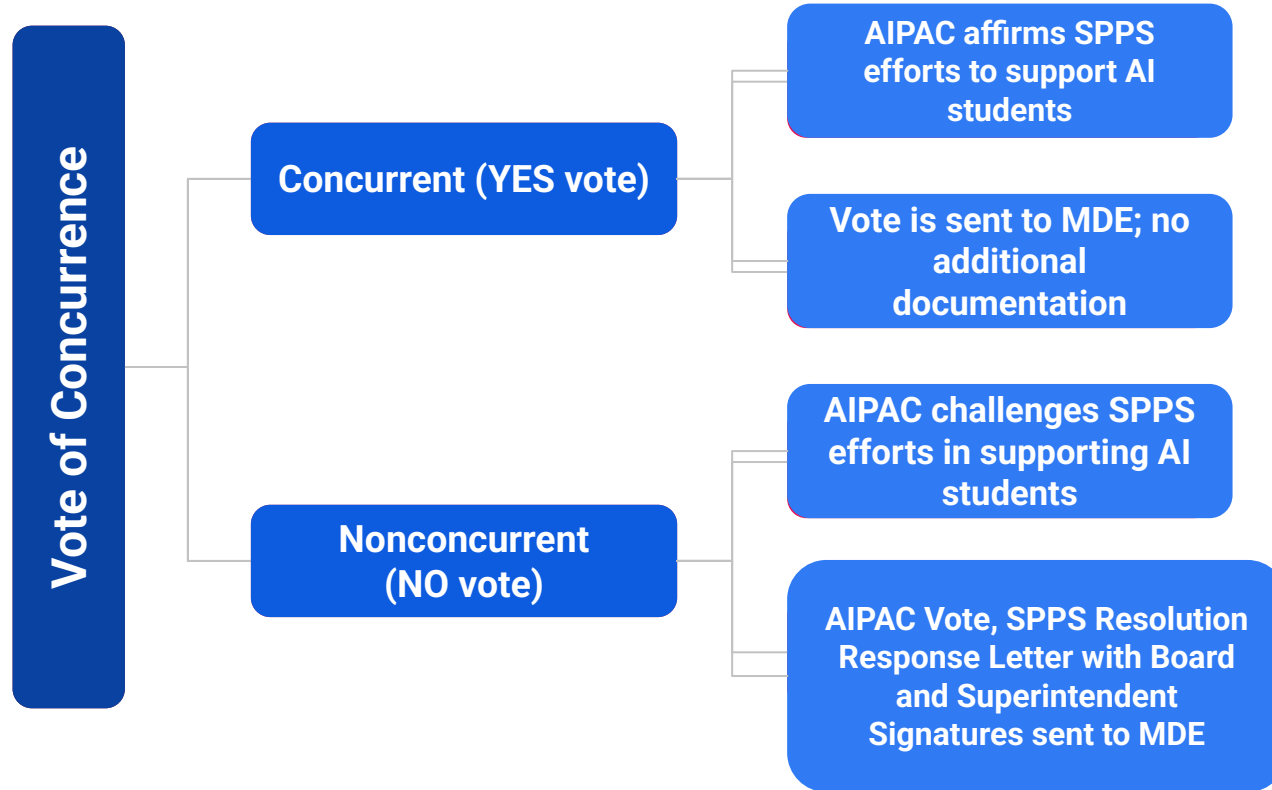 Vote of Concurrence
Concurrent (YES vote)
AIPAC affirms SPPS
efforts to support AI
students
Vote is sent to MDE; no
additional
documentation
Nonconcurrent
(NO vote)
AIPAC challenges SPPS
efforts in supporting AI
students
AIPAC Vote, SPPS Resolution
Response Letter with Board
and Superintendent
Signatures sent to MDE